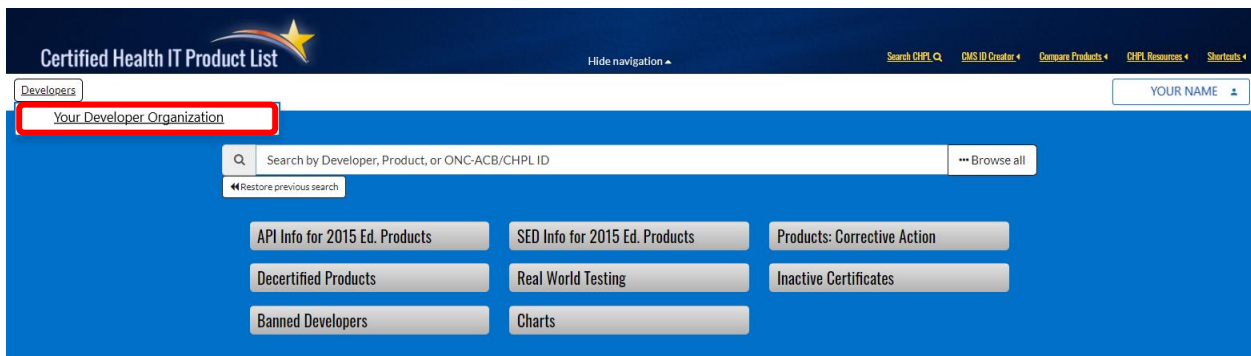 Certified Health IT Product List
Hide navigation
Search CHPL
CMS ID Creator
Compare Products
CHPL Resources
Shortcuts
Developers
YOUR NAME
Your Developer Organization
Search by Developer, Product, or ONC-ACB/CHPL ID
••• Browse all
Restore previous search
API Info for 2015 Ed. Products
SED Info for 2015 Ed. Products
Products: Corrective Action
Decertified Products
Real World Testing
Inactive Certificates
Banned Developers
Charts